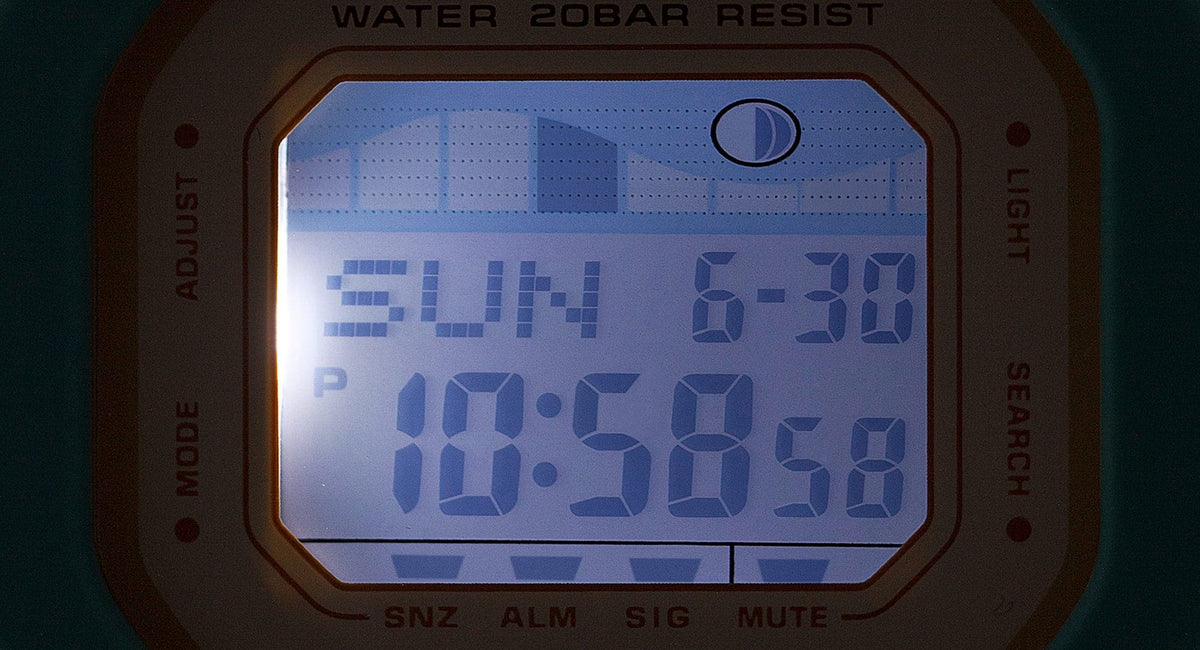 WATER 20BAR RESIST
ADJUST
LIGHT
SUN 6-30
P
10:58 58
MODE
SEARCH
SNZ ALM SIG MUTE